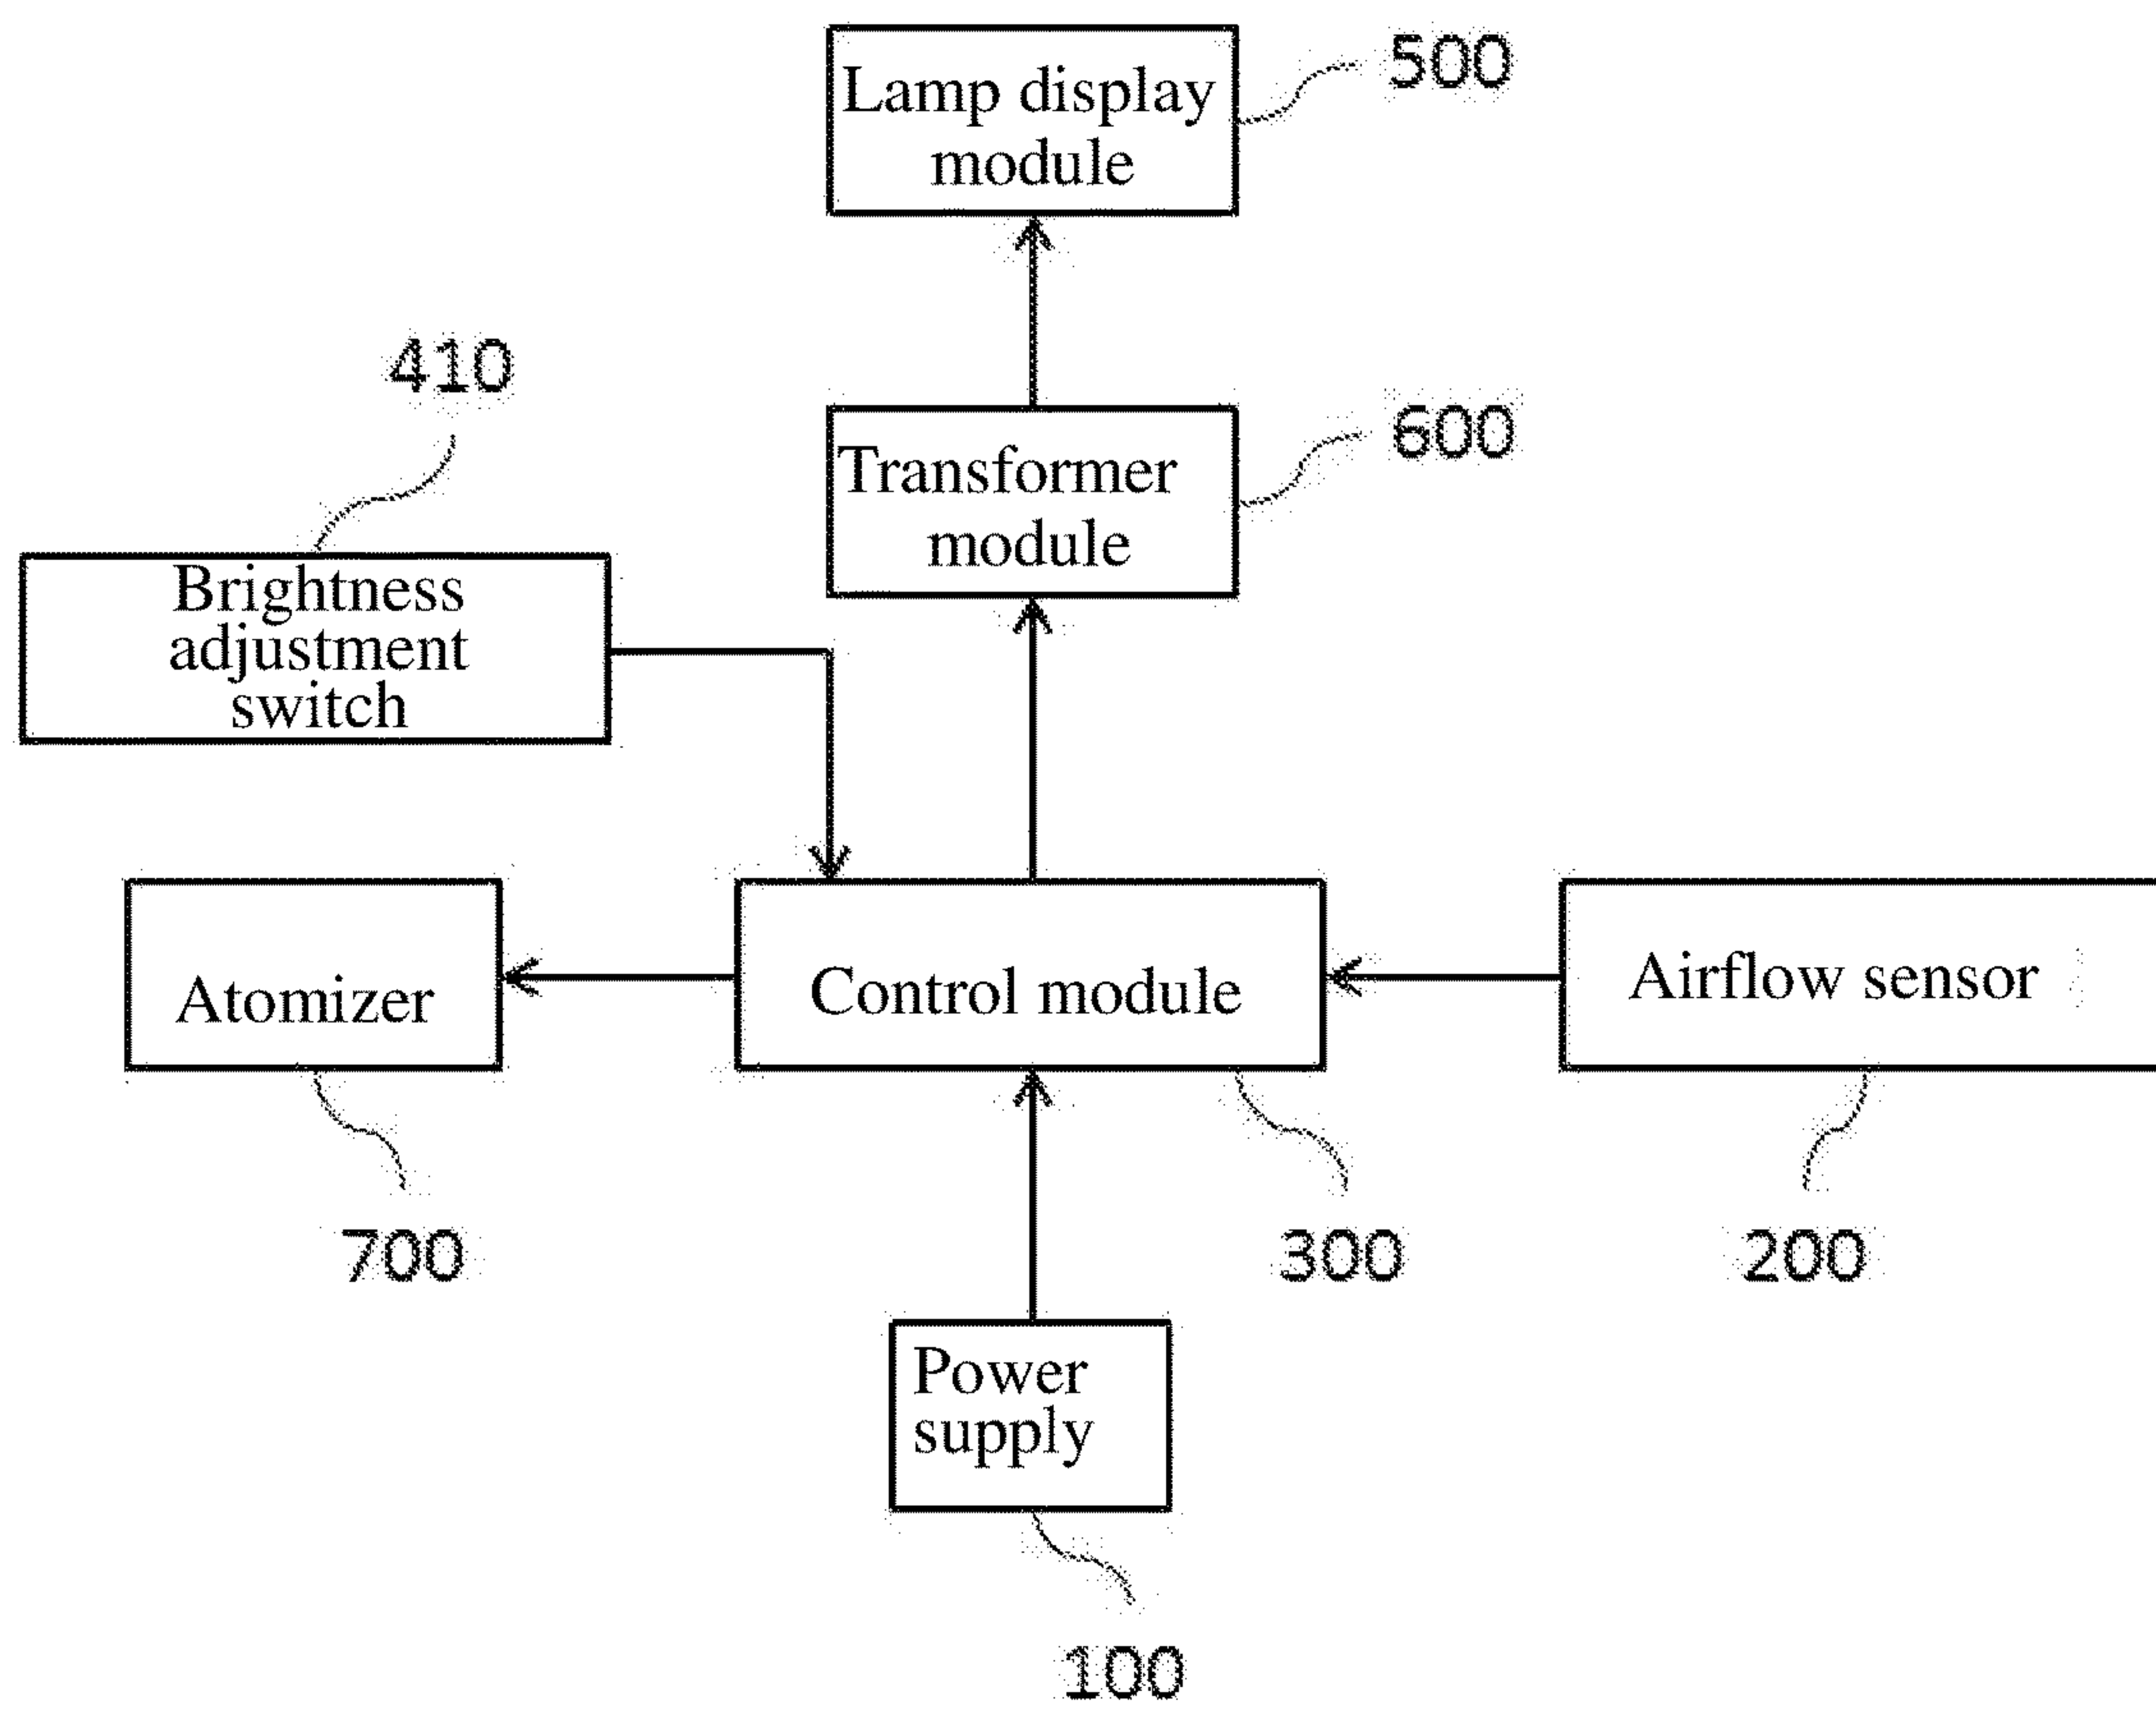 Lamp display
module
500
410
Transformer
module
600
Brightness
adjustment
switch
Atomizer
Control module
Airflow sensor
700
300
200
Power
supply
100